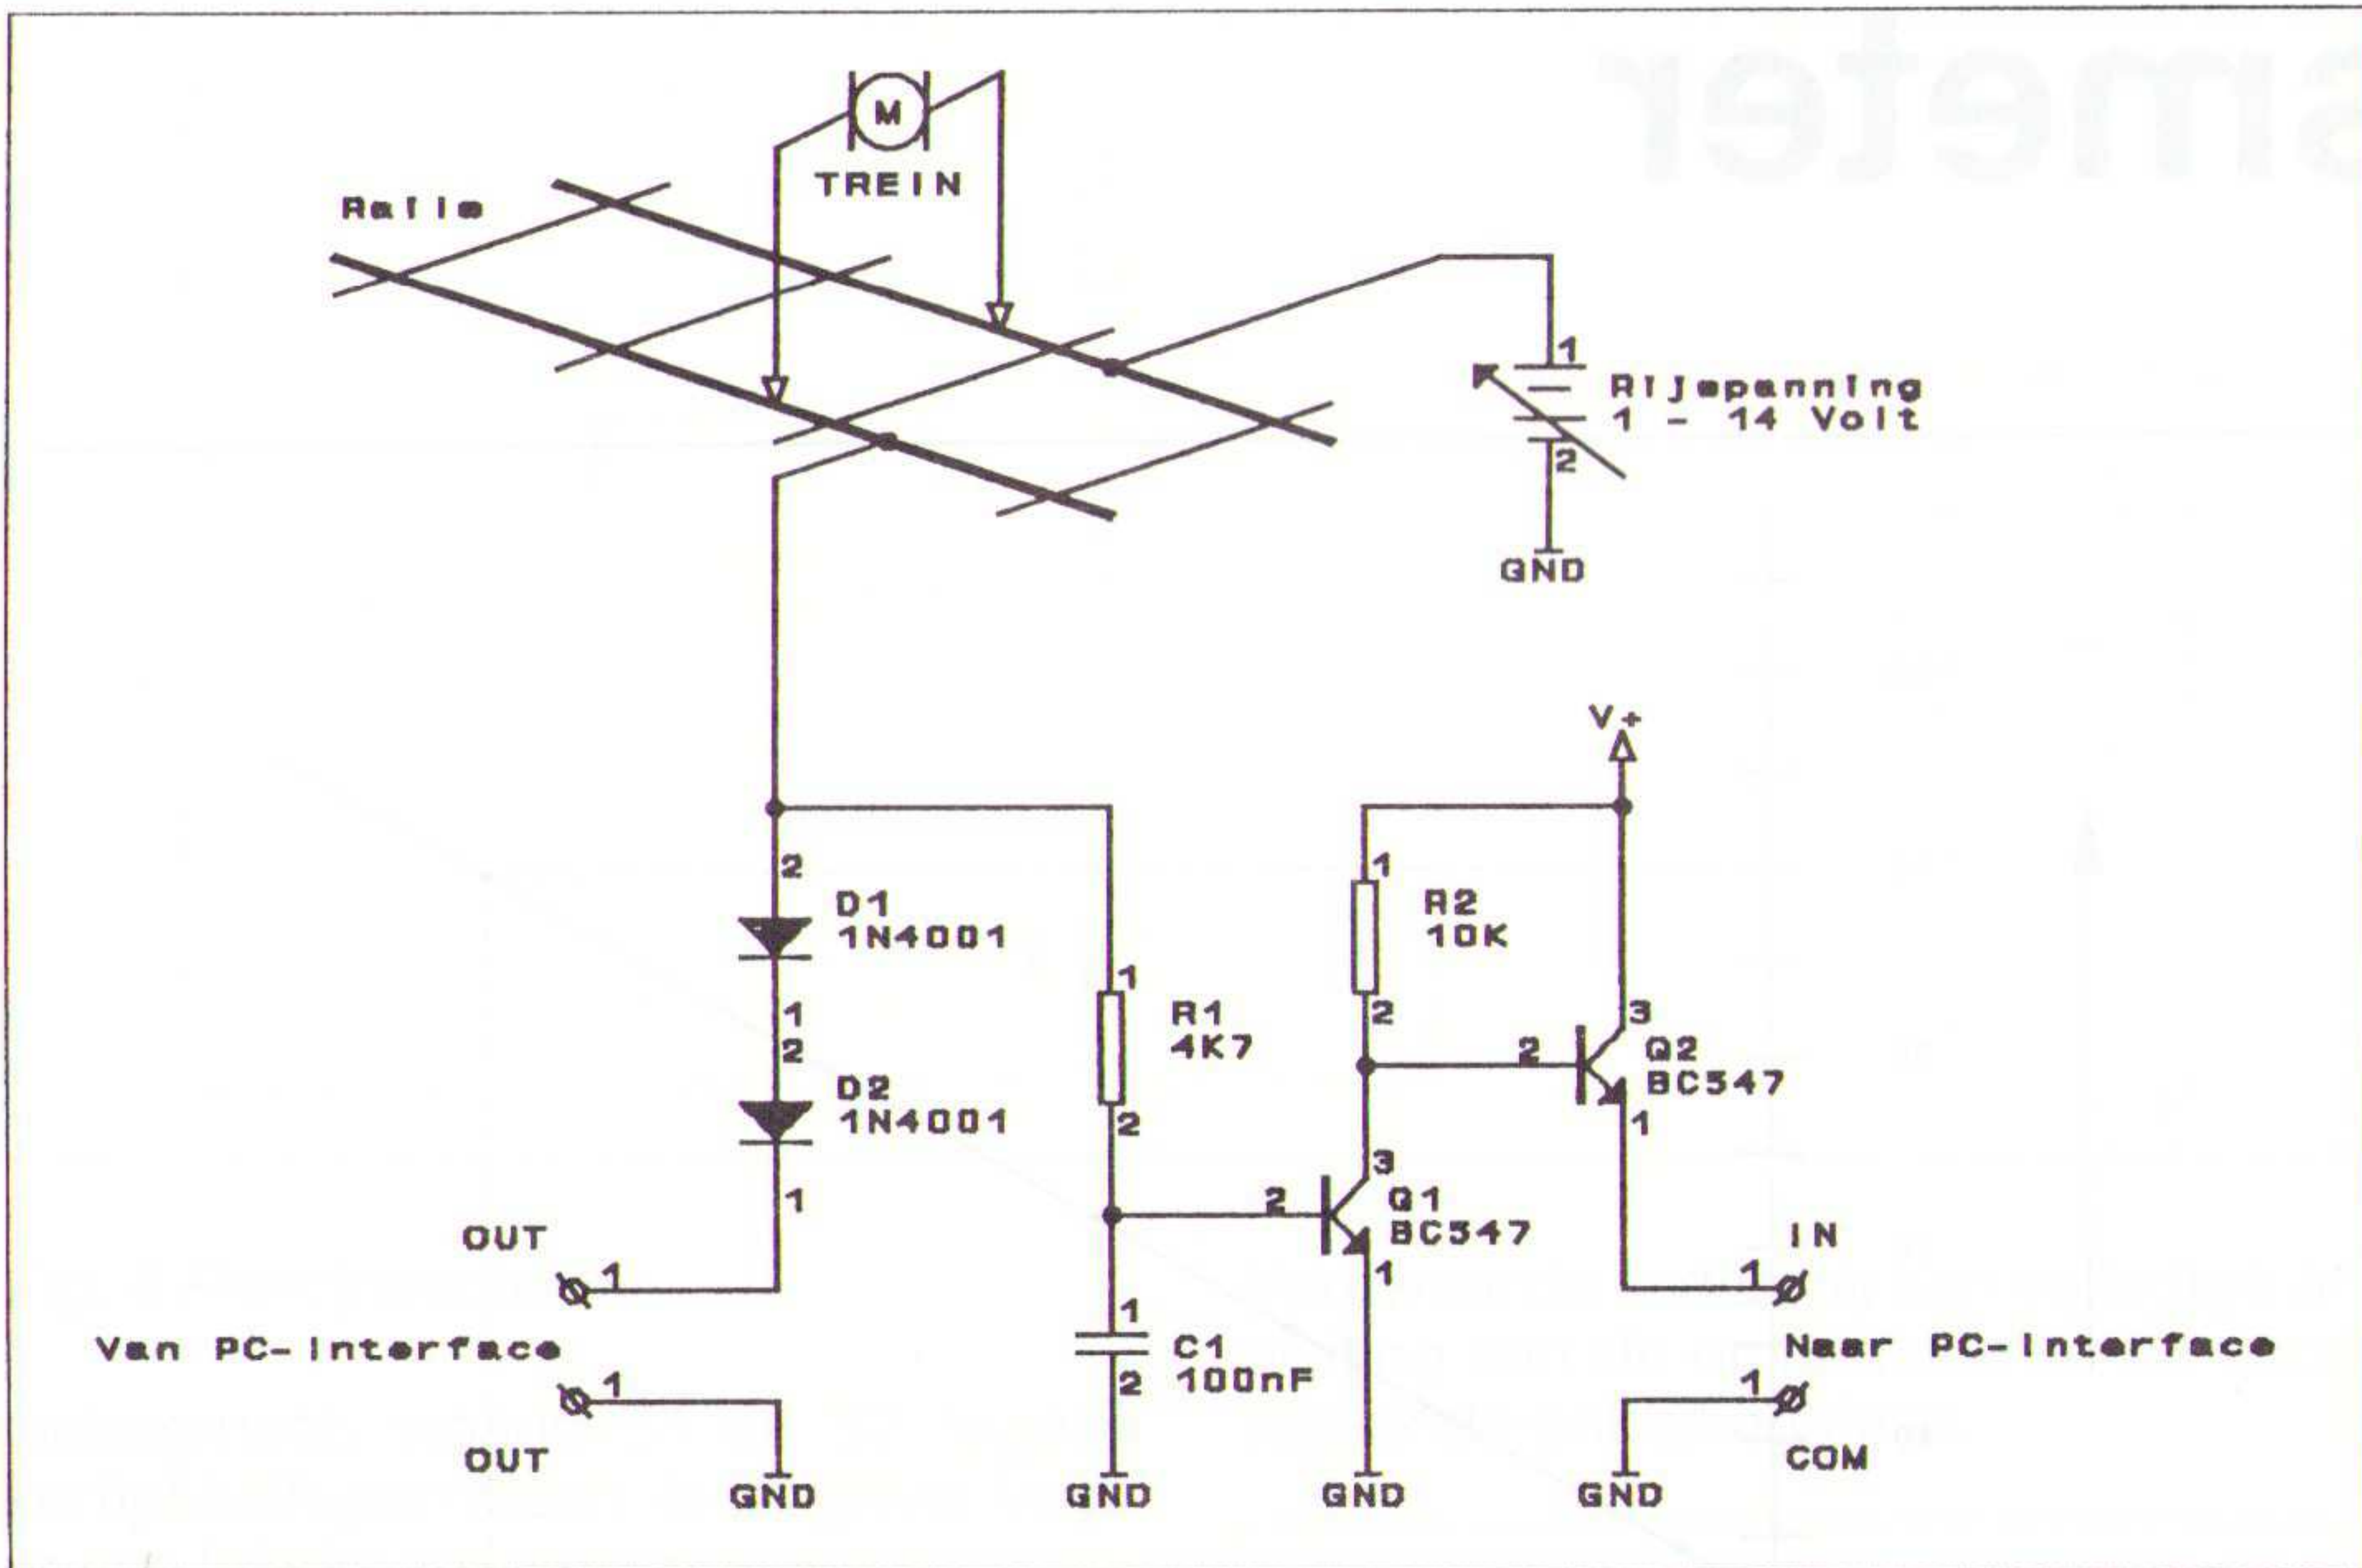 smeter
M
TREIN
Rails
1
Rijspanning
1 - 14 Volt
2
GND
V+
2
D1
1N4001
1
R2
10K
1
2
1
R1
4K7
2
3
2
Q2
BC547
1
D2
1N4001
1
2
3
2
Q1
BC547
1
OUT
1
IN
1
Van PC-Interface
1
C1
100nF
2
Naar PC-Interface
1
1
OUT
COM
GND
GND
GND
GND